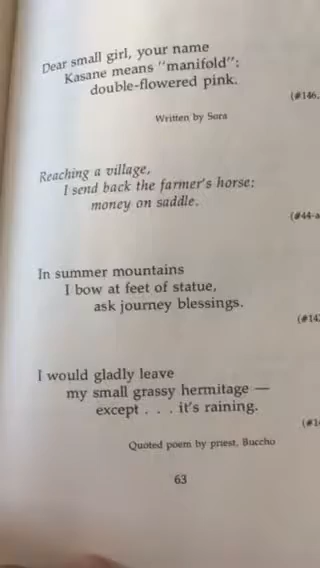 Dear small girl, your name
Kasane means "manifold":
double-flowered pink.
(#146,
Written by Sora
Reaching a village,
I send back the farmer's horse;
money on saddle.
(#44-a
In summer mountains
I bow at feet of statue,
ask journey blessings.
(#14
I would gladly leave
my small grassy hermitage —
except . . . it's raining.
(#1
Quoted poem by priest, Buccho
63